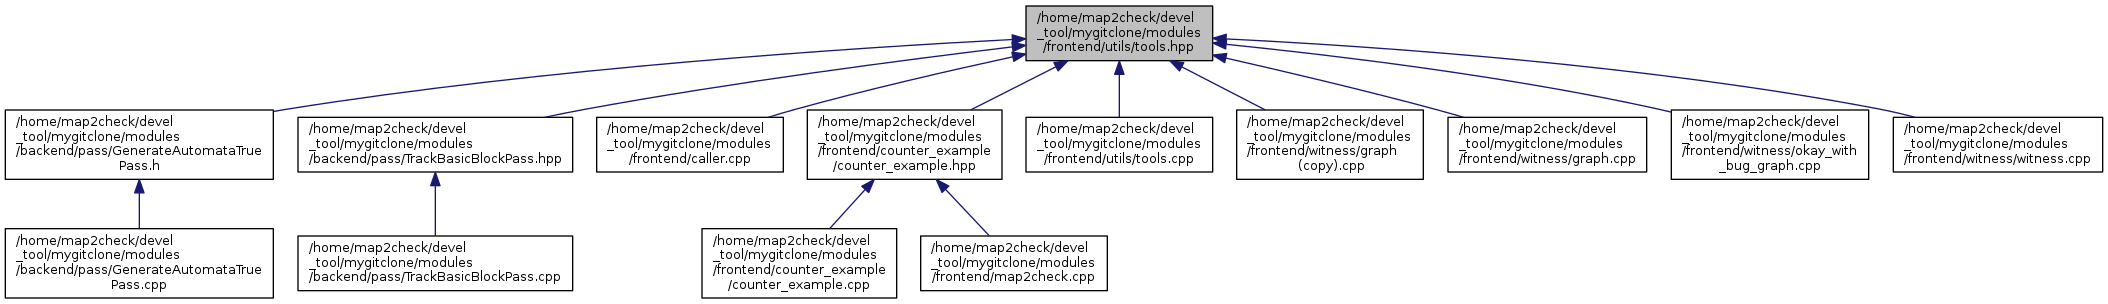 /home/map2check/devel
_tool/mygitclone/modules
/frontend/utils/tools.hpp
/home/map2check/devel
_tool/mygitclone/modules
/backend/pass/GenerateAutomataTrue
Pass.h
/home/map2check/devel
_tool/mygitclone/modules
/backend/pass/TrackBasicBlockPass.hpp
/home/map2check/devel
_tool/mygitclone/modules
/frontend/caller.cpp
/home/map2check/devel
_tool/mygitclone/modules
/frontend/counter_example
/counter_example.hpp
/home/map2check/devel
_tool/mygitclone/modules
/frontend/utils/tools.cpp
/home/map2check/devel
_tool/mygitclone/modules
/frontend/witness/graph
(copy).cpp
/home/map2check/devel
_tool/mygitclone/modules
/frontend/witness/graph.cpp
/home/map2check/devel
_tool/mygitclone/modules
/frontend/witness/okay_with
_bug_graph.cpp
/home/map2check/devel
_tool/mygitclone/modules
/frontend/witness/witness.cpp
/home/map2check/devel
_tool/mygitclone/modules
/backend/pass/GenerateAutomataTrue
Pass.cpp
/home/map2check/devel
_tool/mygitclone/modules
/backend/pass/TrackBasicBlockPass.cpp
/home/map2check/devel
_tool/mygitclone/modules
/frontend/counter_example
/counter_example.cpp
/home/map2check/devel
_tool/mygitclone/modules
/frontend/map2check.cpp